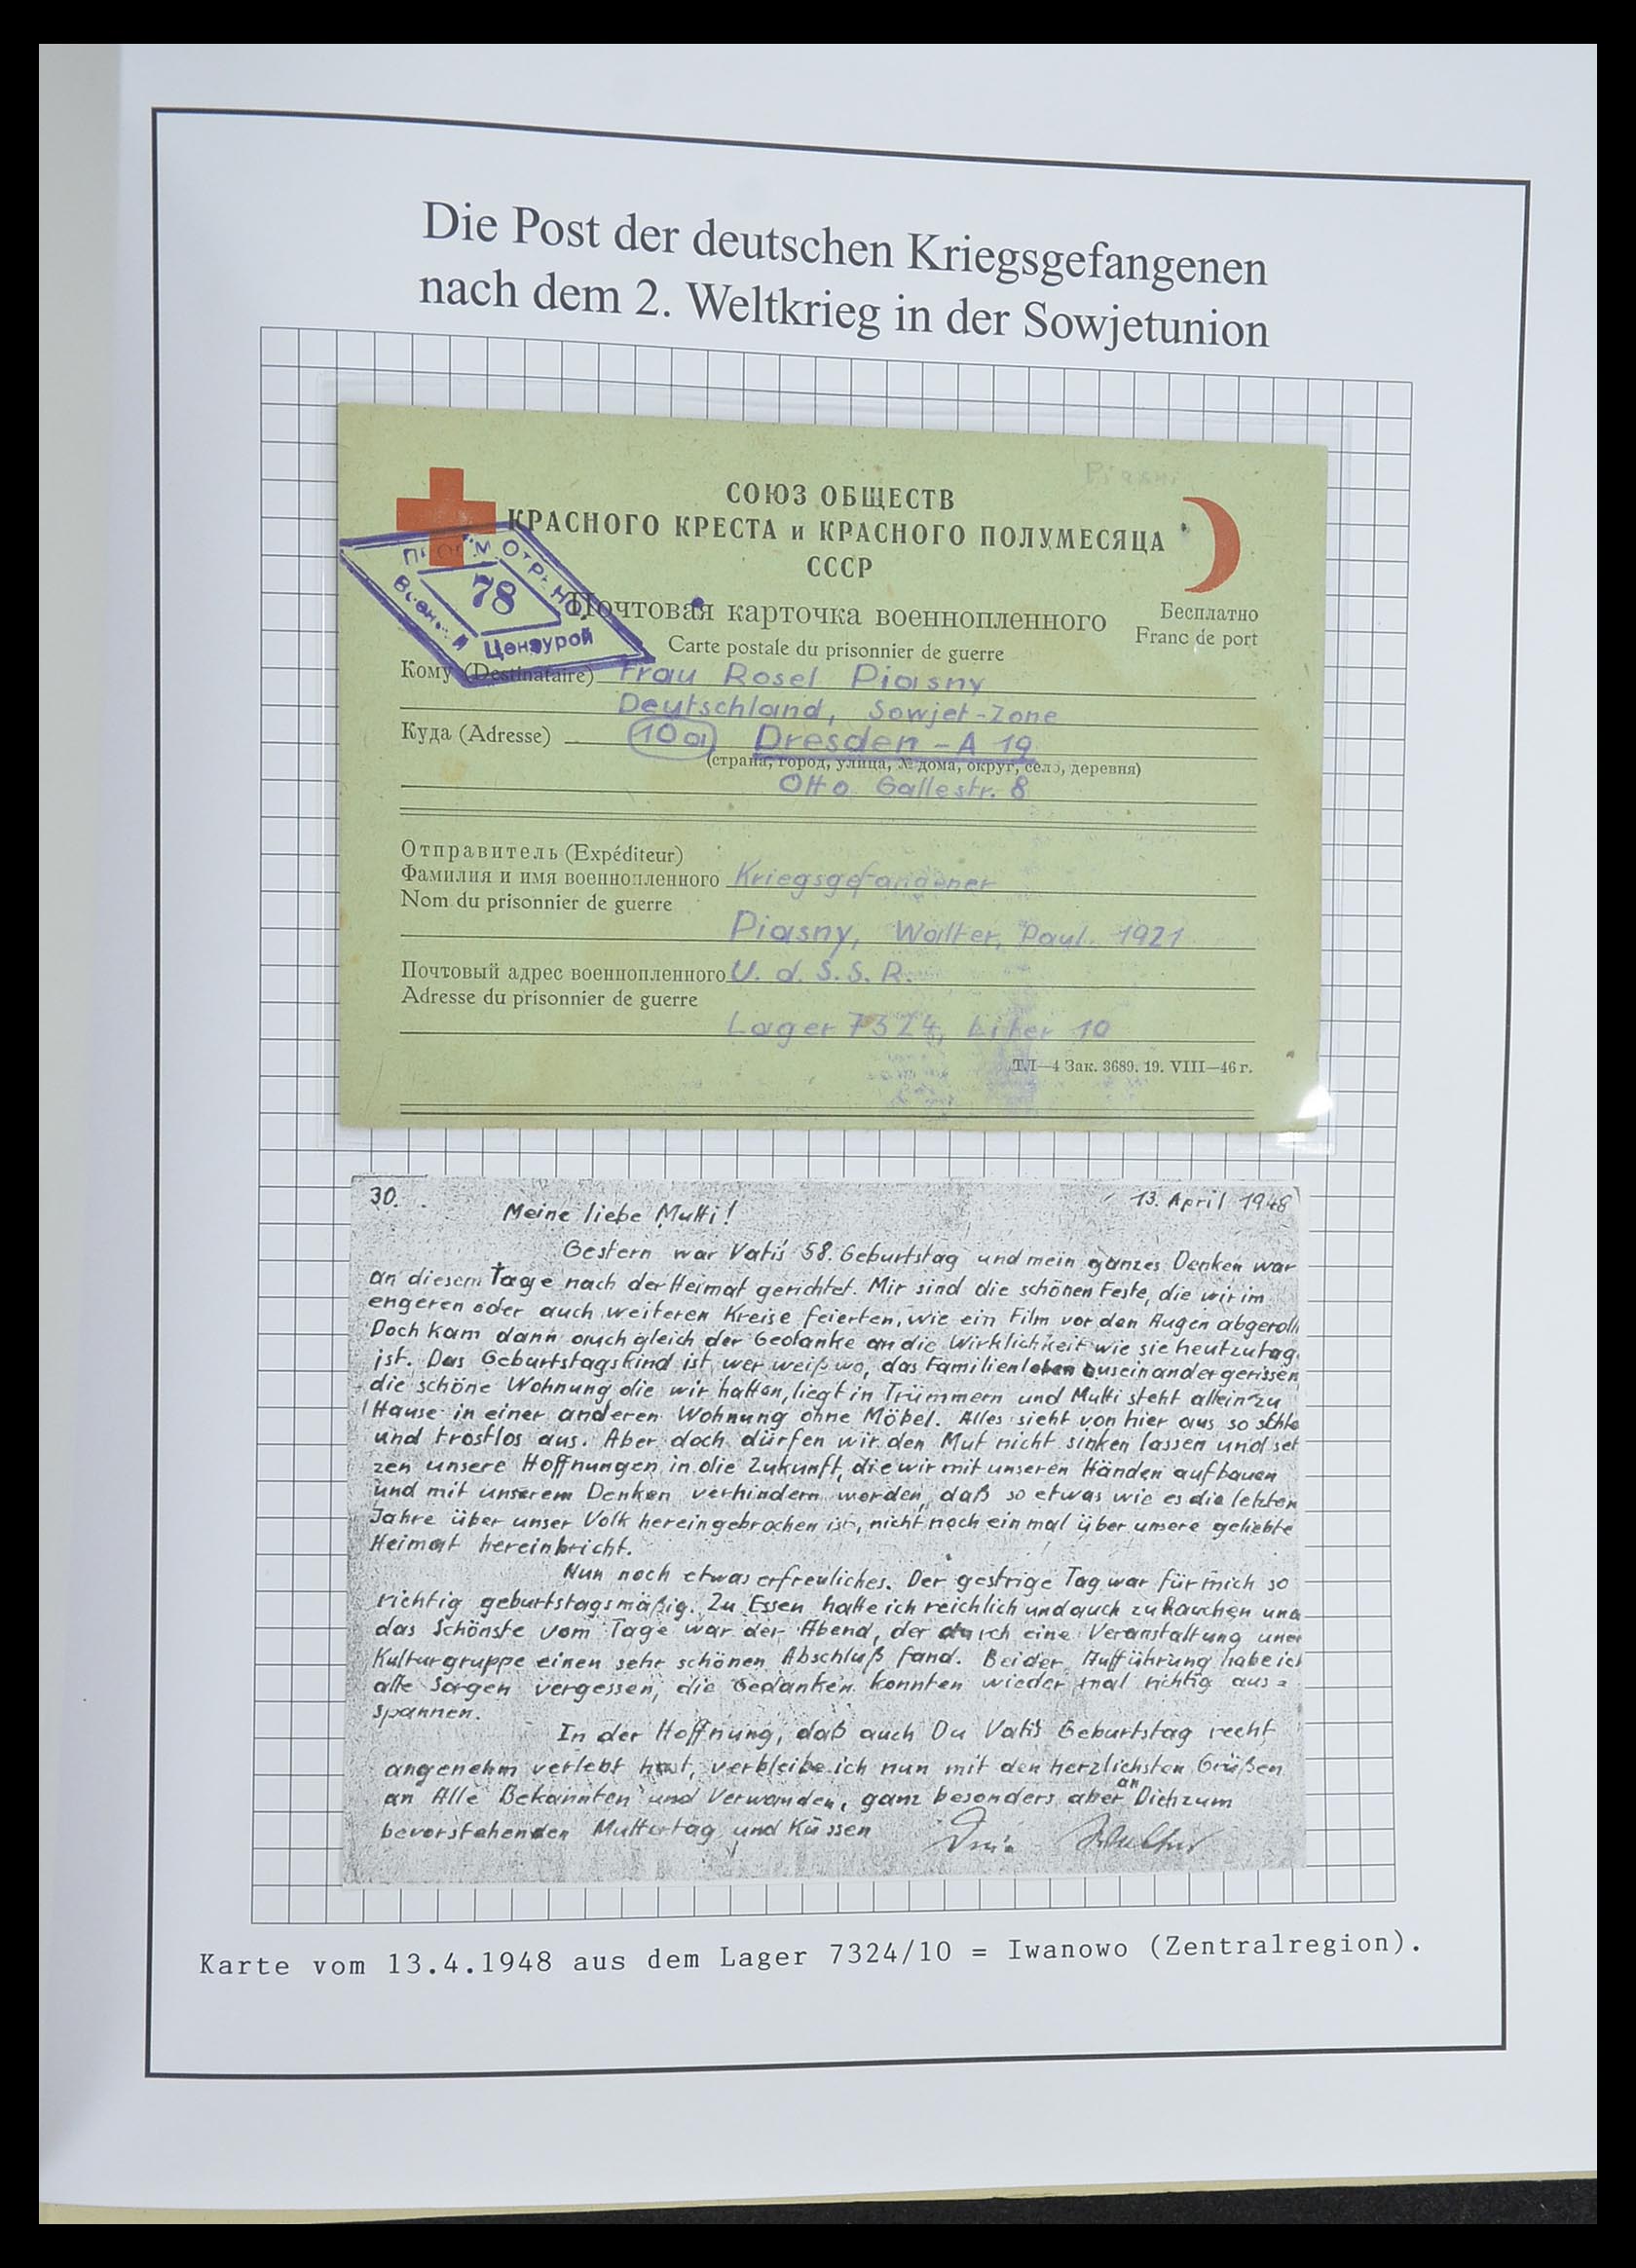 Die Post der deutschen Kriegsgefangenen
nach dem 2. Weltkrieg in der Sowjetunion
СОЮЗ ОБЩЕСТВ
КРАСНОГО КРЕСТА и КРАСНОГО ПОЛУМЕСЯЦА
СССР
78
Цензурой
Почтовая карточка военнопленного
Бесплатно
Carte postale du prisonnier de guerre
Franc de port
Кому (Destinataire) Frau Rosel Piasny
Deutschland, Sowjet-Zone
Куда (Adresse) 10a Dresden - A 19
(страна, город, улица, № дома, округ, село, деревня)
Otto Gallestr. 8
Отправитель (Expéditeur)
Фамилия и имя военнопленного Kriegsgefangener
Nom du prisonnier de guerre
Piasny, Walter, Paul. 1921
Почтовый адрес военнопленного U. d. S. S. R.
Adresse du prisonnier de guerre
Lager 7324, Liter 10
ТЛ—4 Зак. 3689. 19. VIII—46 г.
30.
13. April 1948
Meine liebe Mutti!
Gestern war Vatis 58. Geburtstag und mein ganzes Denken war
an diesem Tage nach der Heimat gerichtet. Mir sind die schönen Feste, die wir im
engeren oder auch weiteren Kreise feierten, wie ein Film vor den Augen abgeroll
Doch kam dann auch gleich der Gedanke an die Wirklichkeit wie sie heutzutag
ist. Das Geburtstagskind ist, wer weiß wo, das Familienleben auseinandergerissen
die schöne Wohnung die wir hatten, liegt in Trümmern und Mutti steht allein zu
Hause in einer anderen Wohnung ohne Möbel. Alles sieht von hier aus so
und trostlos aus. Aber doch dürfen wir den Mut nicht sinken lassen und set
zen unsere Hoffnungen in die Zukunft, die wir mit unseren Händen aufbauen
und mit unserem Denken verhindern werden, daß so etwas wie es die letzten
Jahre über unser Volk hereingebrochen ist, nicht noch ein mal über unsere geliebte
Heimat hereinbricht.
Nun noch etwas erfreuliches. Der gestrige Tag war für mich so
richtig geburtstagsmäßig. Zu Essen hatte ich reichlich und auch zu Rauchen und
das Schönste vom Tage war der Abend, der durch eine Veranstaltung
Kulturgruppe einen sehr schönen Abschluß fand. Bei der Aufführung habe ich
alle Sorgen vergessen, die Gedanken konnten wieder mal richtig aus=
spannen.
In der Hoffnung, daß auch Du Vatis Geburtstag recht
angenehm verlebt hast, verbleibe ich nun mit den herzlichsten Grüßen
an Alle Bekannten und Verwanden, ganz besonders aber an Dich zum
bevorstehenden Muttertag und Küssen Walter
Karte vom 13.4.1948 aus dem Lager 7324/10 = Iwanowo (Zentralregion).